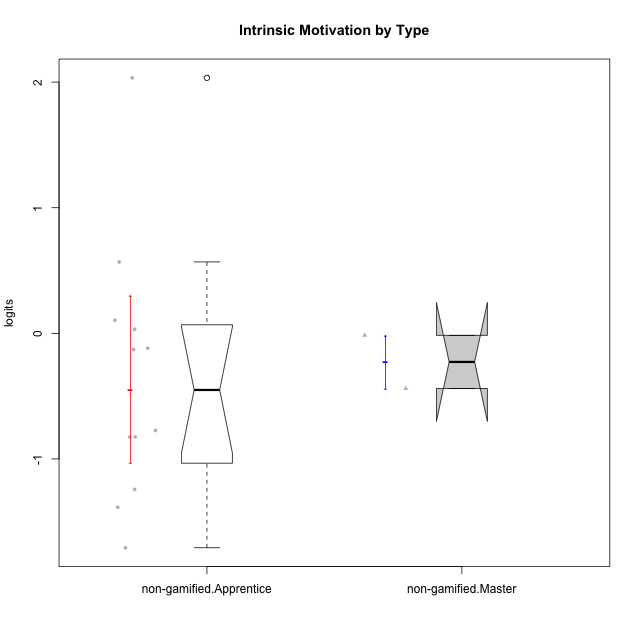 Intrinsic Motivation by Type
logits
2
1
0
-1
non-gamified.Apprentice
non-gamified.Master